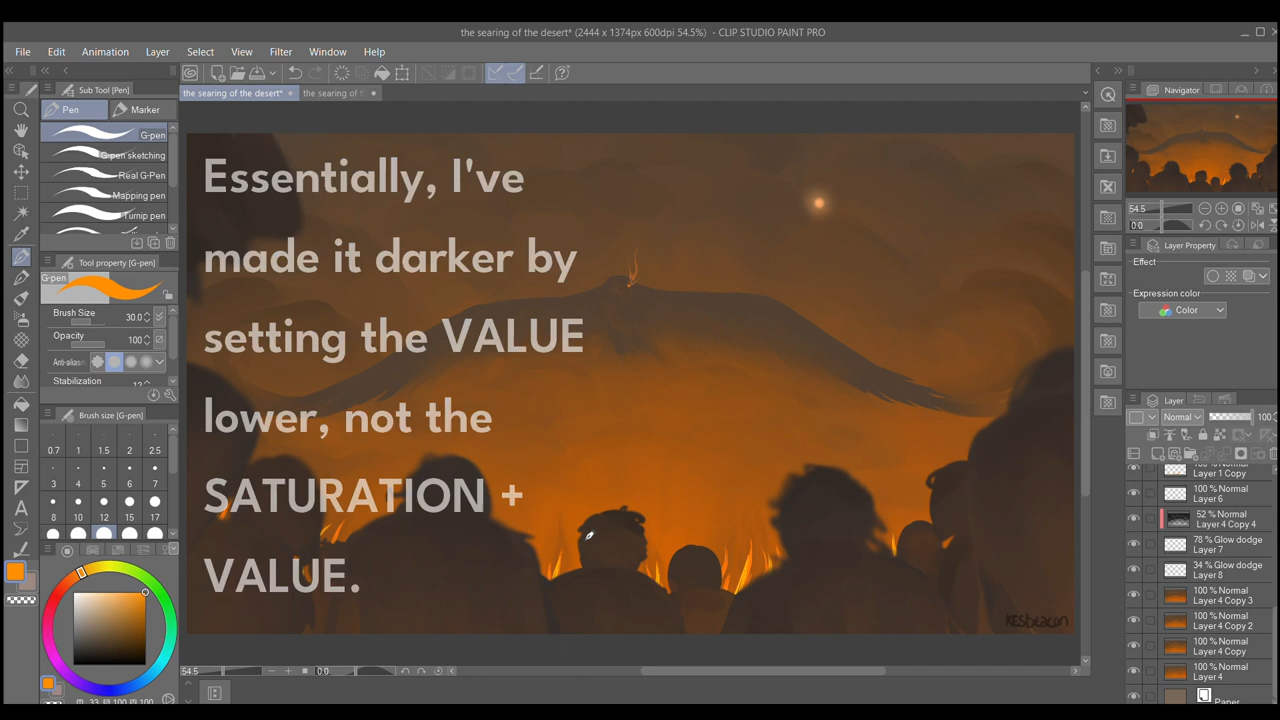 the searing of the desert* (2444 x 1374px 600dpi 54.5%) - CLIP STUDIO PAINT PRO
File Edit Animation Layer Select View Filter Window Help
Sub Tool [Pen]
the searing of the desert*
the searing of
Navigator
Pen
Marker
G-pen
G-pen sketching
Real G-Pen
Mapping pen
Turnip pen
Essentially, I've
made it darker by
setting the VALUE
lower, not the
SATURATION +
VALUE.
KESbeacon
54.5
0.0
Tool property [G-pen]
G-pen
Brush Size 30.0
Opacity 100
Anti-alias
Stabilization
Brush size [G-pen]
0.7 1 1.5 2 2.5
3 4 5 6 7
8 10 12 15 17
54.5
0.0
Layer Property
Effect
Expression color
Color
Layer
Normal 100
Layer 1 Copy
100 % Normal
Layer 6
52 % Normal
Layer 4 Copy 4
78 % Glow dodge
Layer 7
34 % Glow dodge
Layer 8
100 % Normal
Layer 4 Copy 3
100 % Normal
Layer 4 Copy 2
100 % Normal
Layer 4 Copy
100 % Normal
Layer 4
Paper